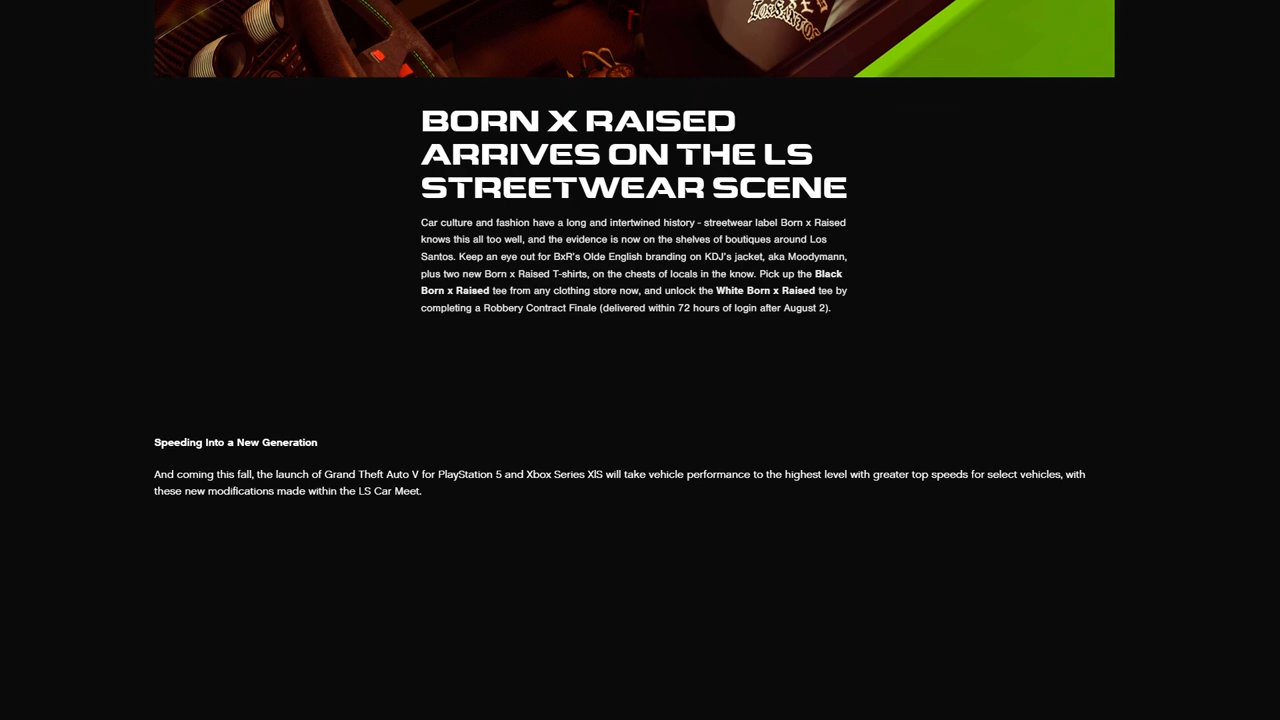 LOS SANTOS
BORN X RAISED
ARRIVES ON THE LS
STREETWEAR SCENE
Car culture and fashion have a long and intertwined history - streetwear label Born x Raised
knows this all too well, and the evidence is now on the shelves of boutiques around Los
Santos. Keep an eye out for BxR's Olde English branding on KDJ's jacket, aka Moodymann,
plus two new Born x Raised T-shirts, on the chests of locals in the know. Pick up the Black
Born x Raised tee from any clothing store now, and unlock the White Born x Raised tee by
completing a Robbery Contract Finale (delivered within 72 hours of login after August 2).
Speeding Into a New Generation
And coming this fall, the launch of Grand Theft Auto V for PlayStation 5 and Xbox Series X|S will take vehicle performance to the highest level with greater top speeds for select vehicles, with
these new modifications made within the LS Car Meet.